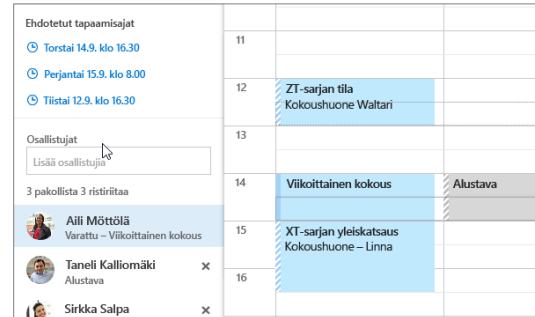 Ehdotetut tapaamisajat
Torstai 14.9. klo 16.30
Perjantai 15.9. klo 8.00
Tiistai 12.9. klo 16.30
Osallistujat
Lisää osallistujia
3 pakollista 3 ristiriitaa
Aili Möttölä
Varattu – Viikoittainen kokous
Taneli Kalliomäki
Alustava
Sirkka Salpa
11
12
ZT-sarjan tila
Kokoushuone Waltari
13
14
Viikoittainen kokous
Alustava
15
XT-sarjan yleiskatsaus
Kokoushuone – Linna
16